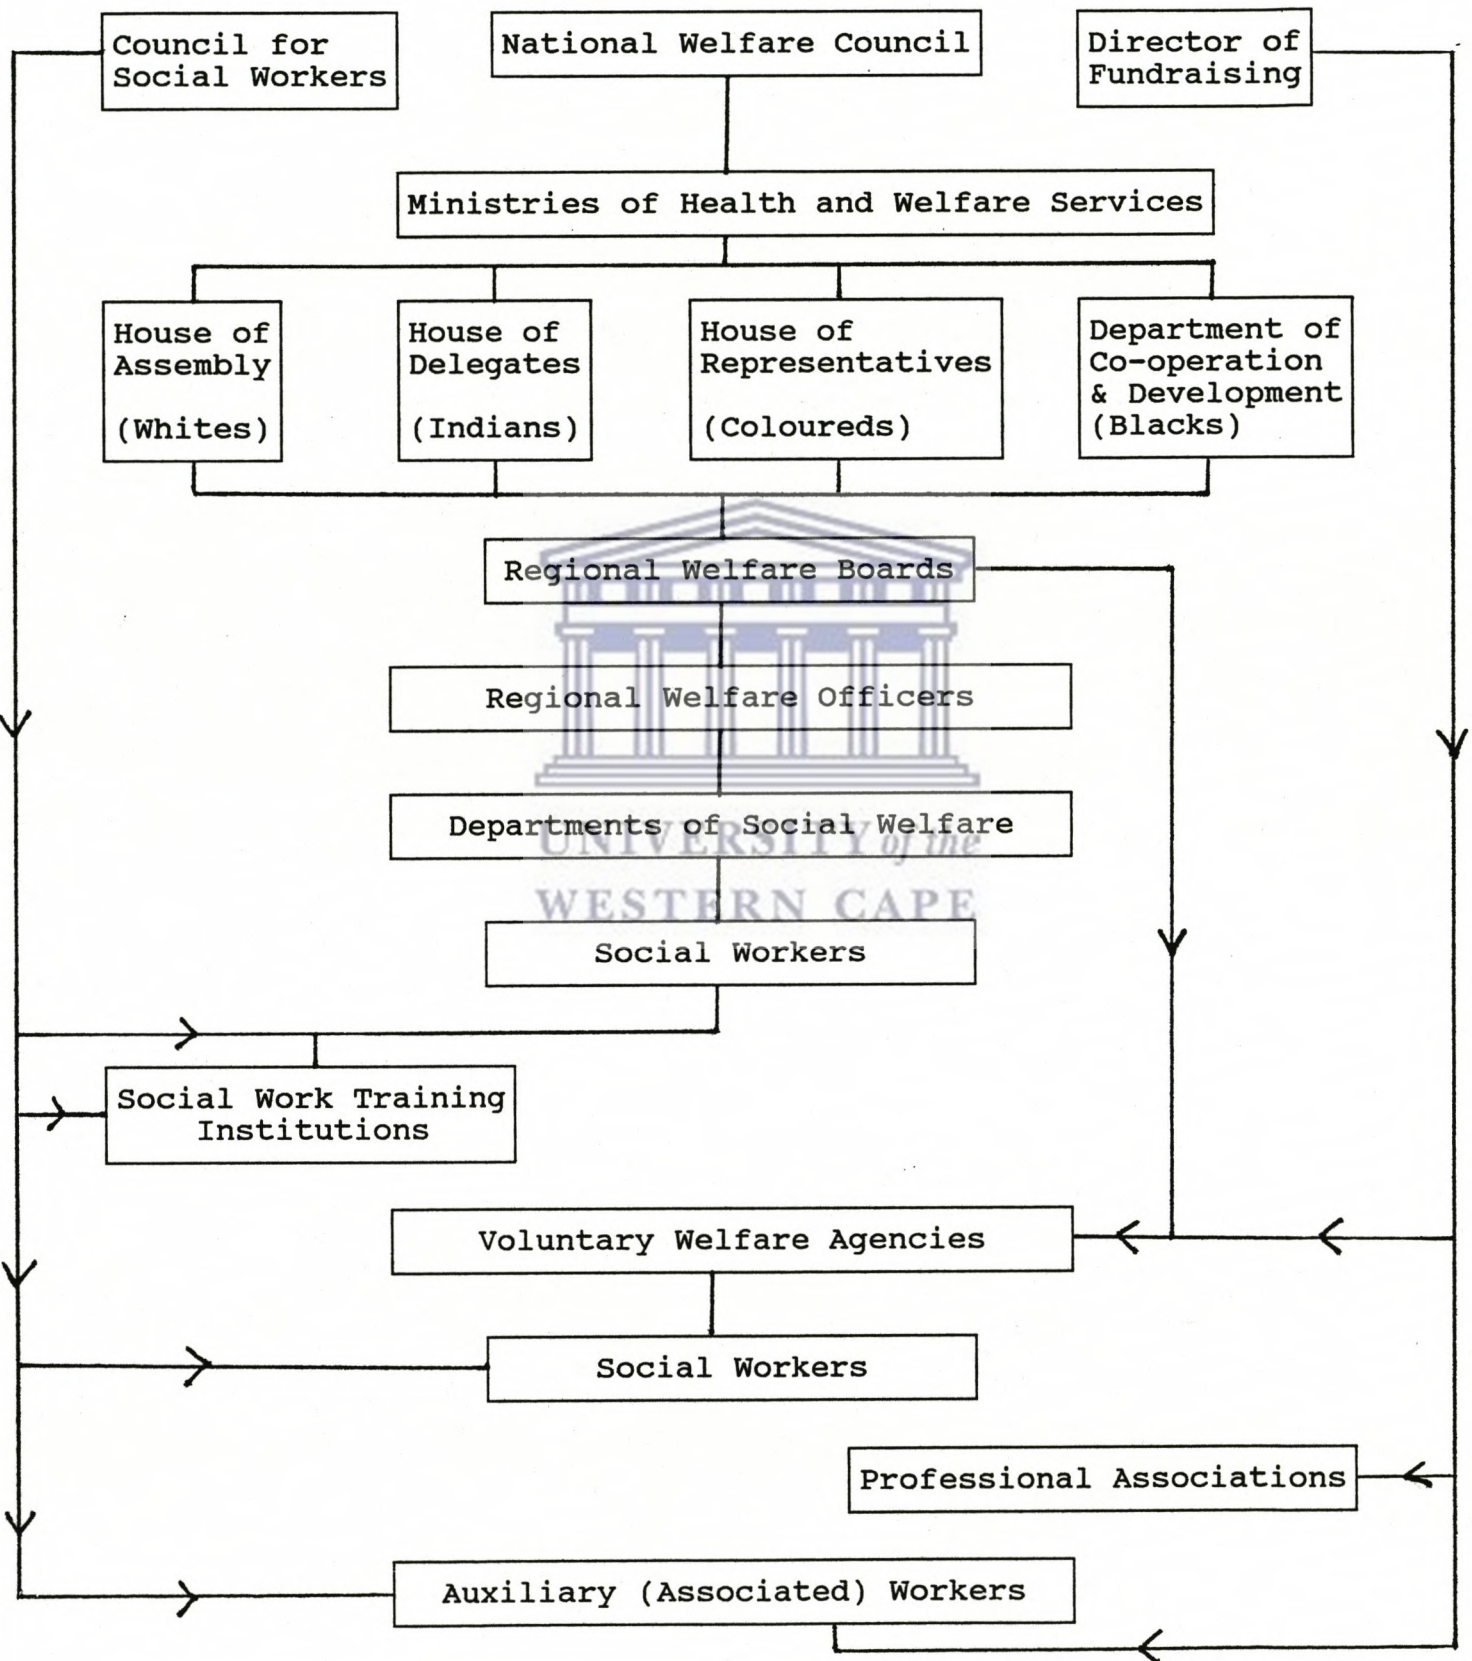 Council for
Social Workers
National Welfare Council
Director of
Fundraising
Ministries of Health and Welfare Services
House of
Assembly
(Whites)
House of
Delegates
(Indians)
House of
Representatives
(Coloureds)
Department of
Co-operation
& Development
(Blacks)
Regional Welfare Boards
Regional Welfare Officers
Departments of Social Welfare
UNIVERSITY of the
WESTERN CAPE
Social Workers
Social Work Training
Institutions
Voluntary Welfare Agencies
Social Workers
Professional Associations
Auxiliary (Associated) Workers